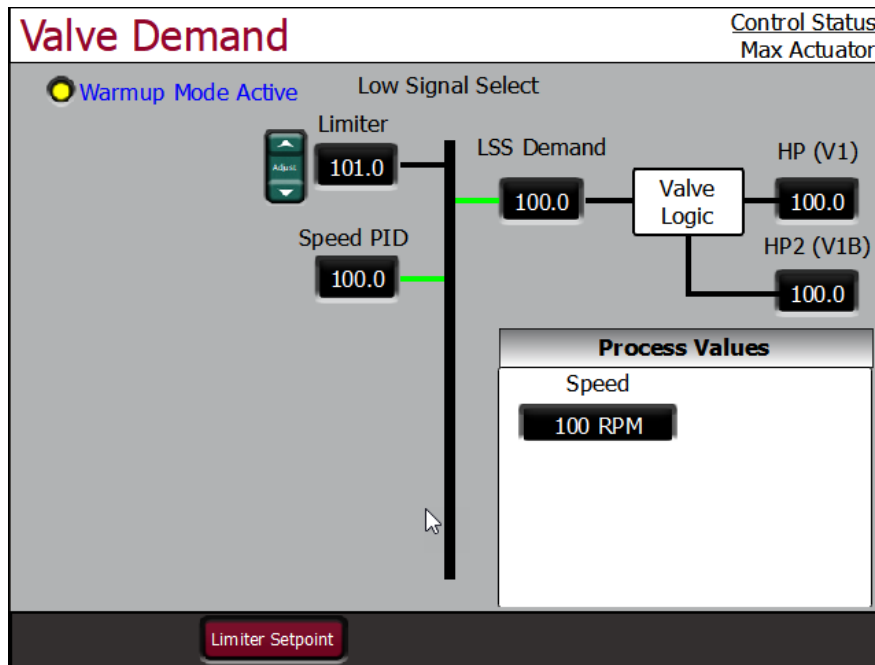 Valve Demand
Control Status
Max Actuator
Warmup Mode Active
Low Signal Select
Limiter
Adjust
101.0
LSS Demand
100.0
Valve
Logic
HP (V1)
100.0
Speed PID
100.0
HP2 (V1B)
100.0
Process Values
Speed
100 RPM
Limiter Setpoint